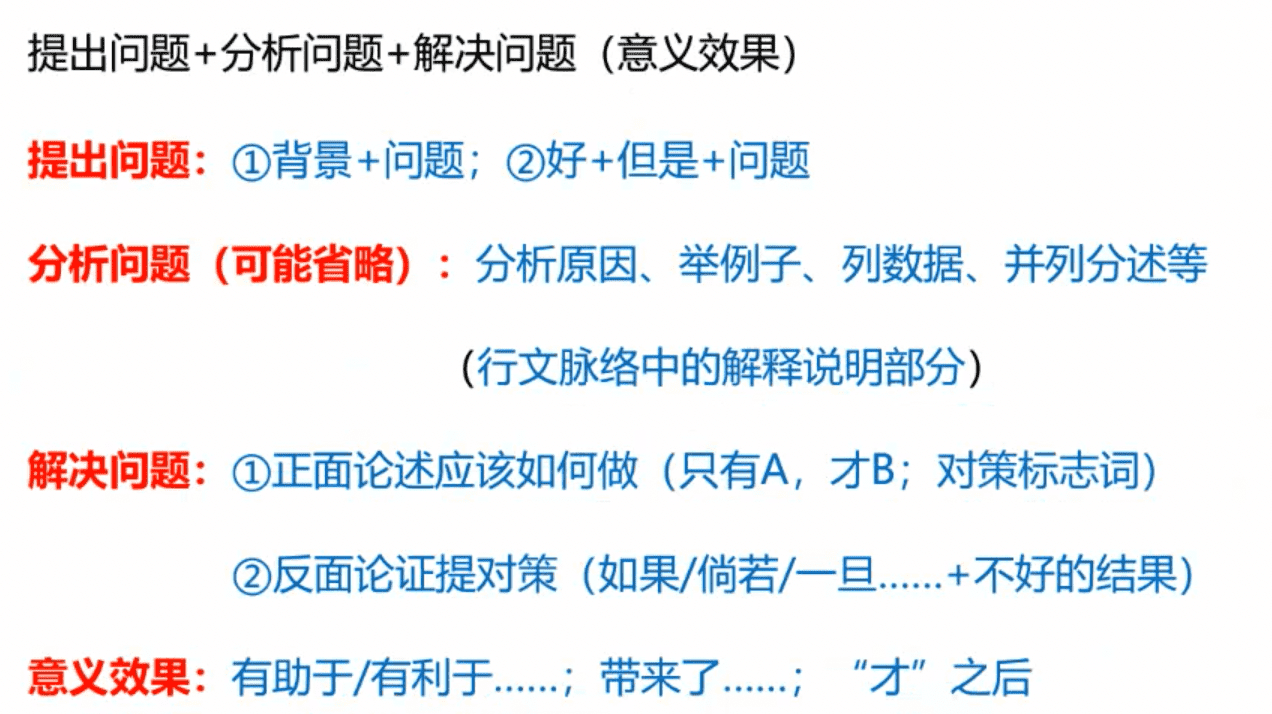 提出问题+分析问题+解决问题（意义效果）
提出问题：①背景+问题；②好+但是+问题
分析问题（可能省略）：分析原因、举例子、列数据、并列分述等
（行文脉络中的解释说明部分）
解决问题：①正面论述应该如何做（只有A，才B；对策标志词）
②反面论证提对策（如果/倘若/一旦……+不好的结果）
意义效果：有助于/有利于……；带来了……；“才”之后